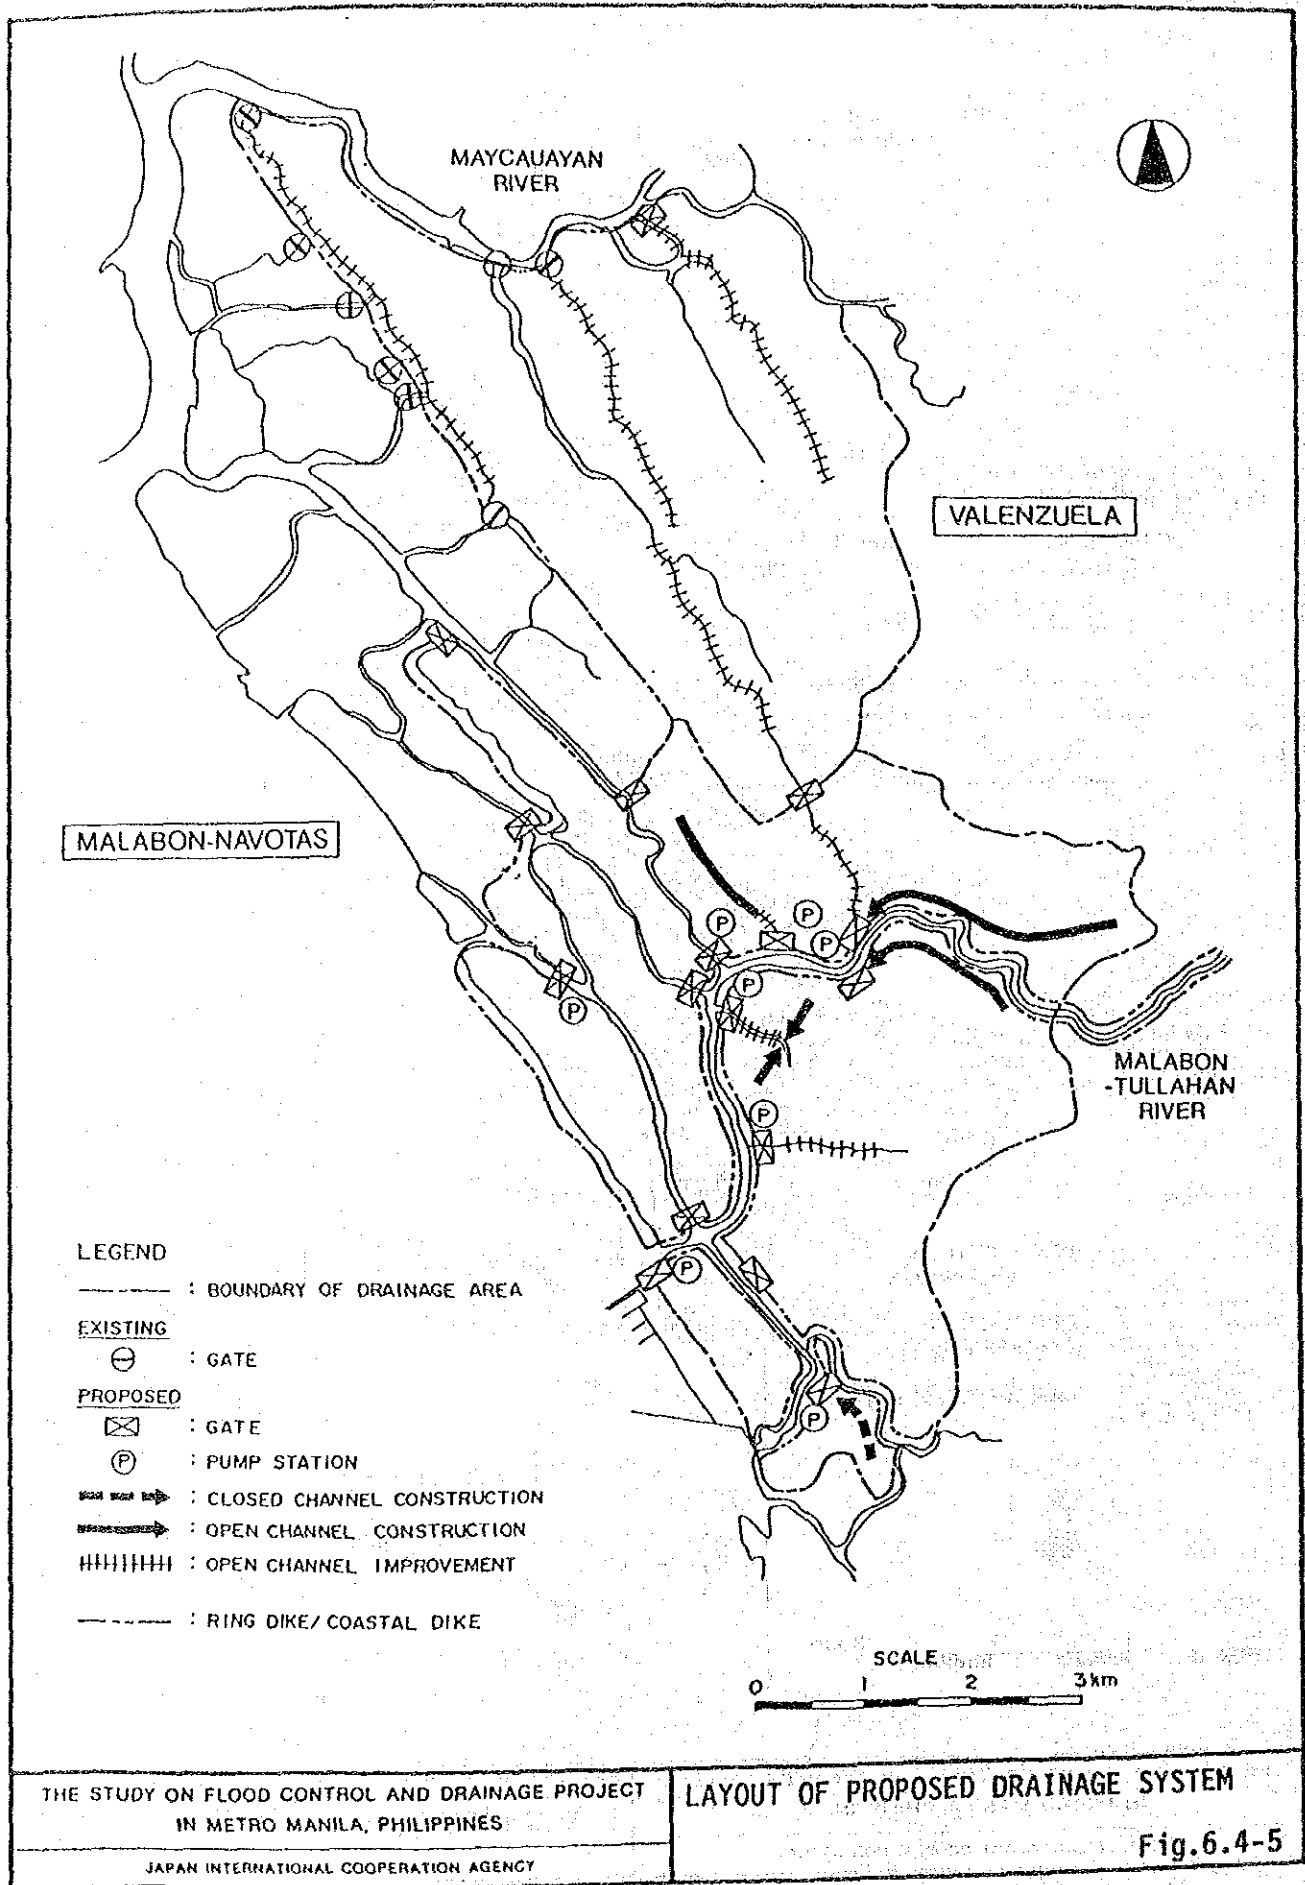 MAYCAUAYAN
RIVER
VALENZUELA
MALABON-NAVOTAS
P
P
P
P
P
MALABON
-TULLAHAN
RIVER
P
P
P
LEGEND
: BOUNDARY OF DRAINAGE AREA
EXISTING
: GATE
PROPOSED
: GATE
P : PUMP STATION
: CLOSED CHANNEL CONSTRUCTION
: OPEN CHANNEL CONSTRUCTION
: OPEN CHANNEL IMPROVEMENT
: RING DIKE/COASTAL DIKE
SCALE
0 1 2 3km
THE STUDY ON FLOOD CONTROL AND DRAINAGE PROJECT
IN METRO MANILA, PHILIPPINES
JAPAN INTERNATIONAL COOPERATION AGENCY
LAYOUT OF PROPOSED DRAINAGE SYSTEM
Fig.6.4-5